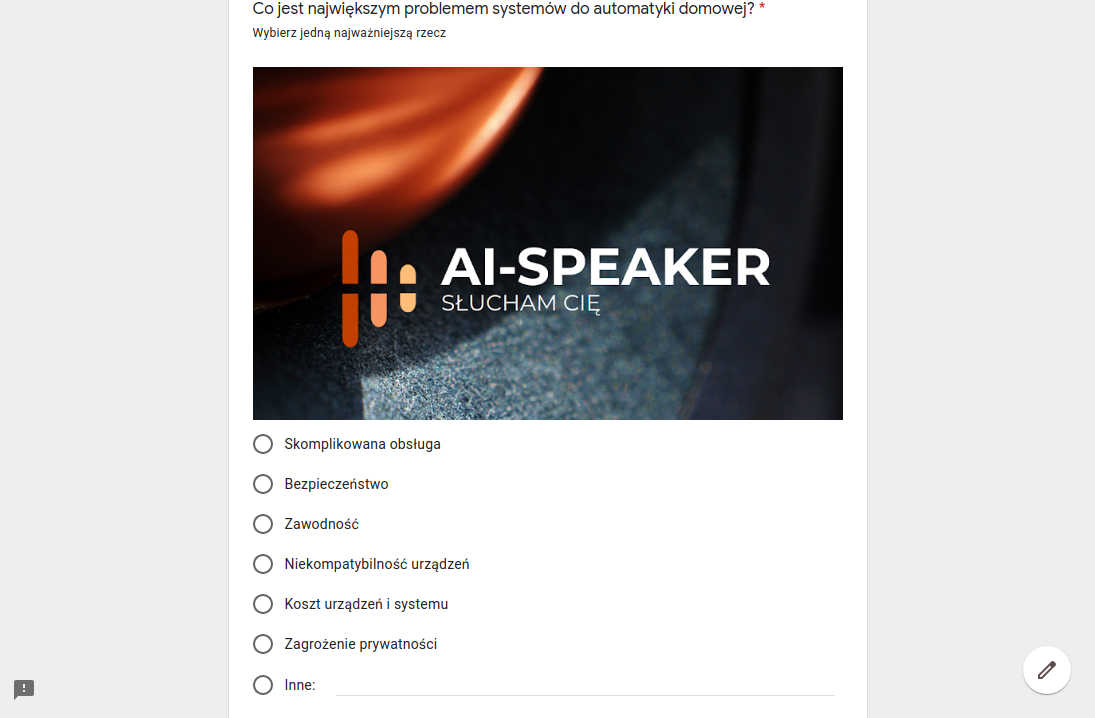 Co jest największym problemem systemów do automatyki domowej? *
Wybierz jedną najważniejszą rzecz
AI-SPEAKER
SŁUCHAM CIĘ
Skomplikowana obsługa
Bezpieczeństwo
Zawodność
Niekompatybilność urządzeń
Koszt urządzeń i systemu
Zagrożenie prywatności
Inne: